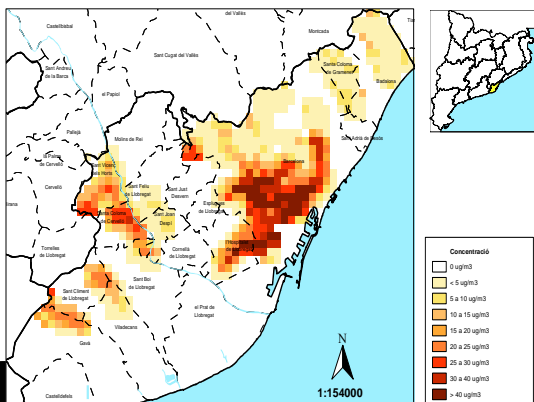 Castellbisbal
del Vallès
Montcada
Sant Cugat del Vallès
Sant Andreu
de la Barca
Santa Coloma
de Gramenet
Badalona
el Papiol
Pallejà
Molins de Rei
Sant Adrià de Besòs
la Palma
de Cervelló
Sant Vicenç
dels Horts
Barcelona
Cervelló
Sant Feliu
de Llobregat
Sant Just
Desvern
Esplugues
de Llobregat
Santa Coloma
de Cervelló
Sant Joan
Despí
l'Hospitalet
de Llobregat
Torrelles
de Llobregat
Cornellà
de Llobregat
Sant Boi
de Llobregat
Sant Climent
de Llobregat
el Prat de
Llobregat
Viladecans
Gavà
Castelldefels
N
1:154000
Concentració
0 ug/m3
< 5 ug/m3
5 a 10 ug/m3
10 a 15 ug/m3
15 a 20 ug/m3
20 a 25 ug/m3
25 a 30 ug/m3
30 a 40 ug/m3
> 40 ug/m3